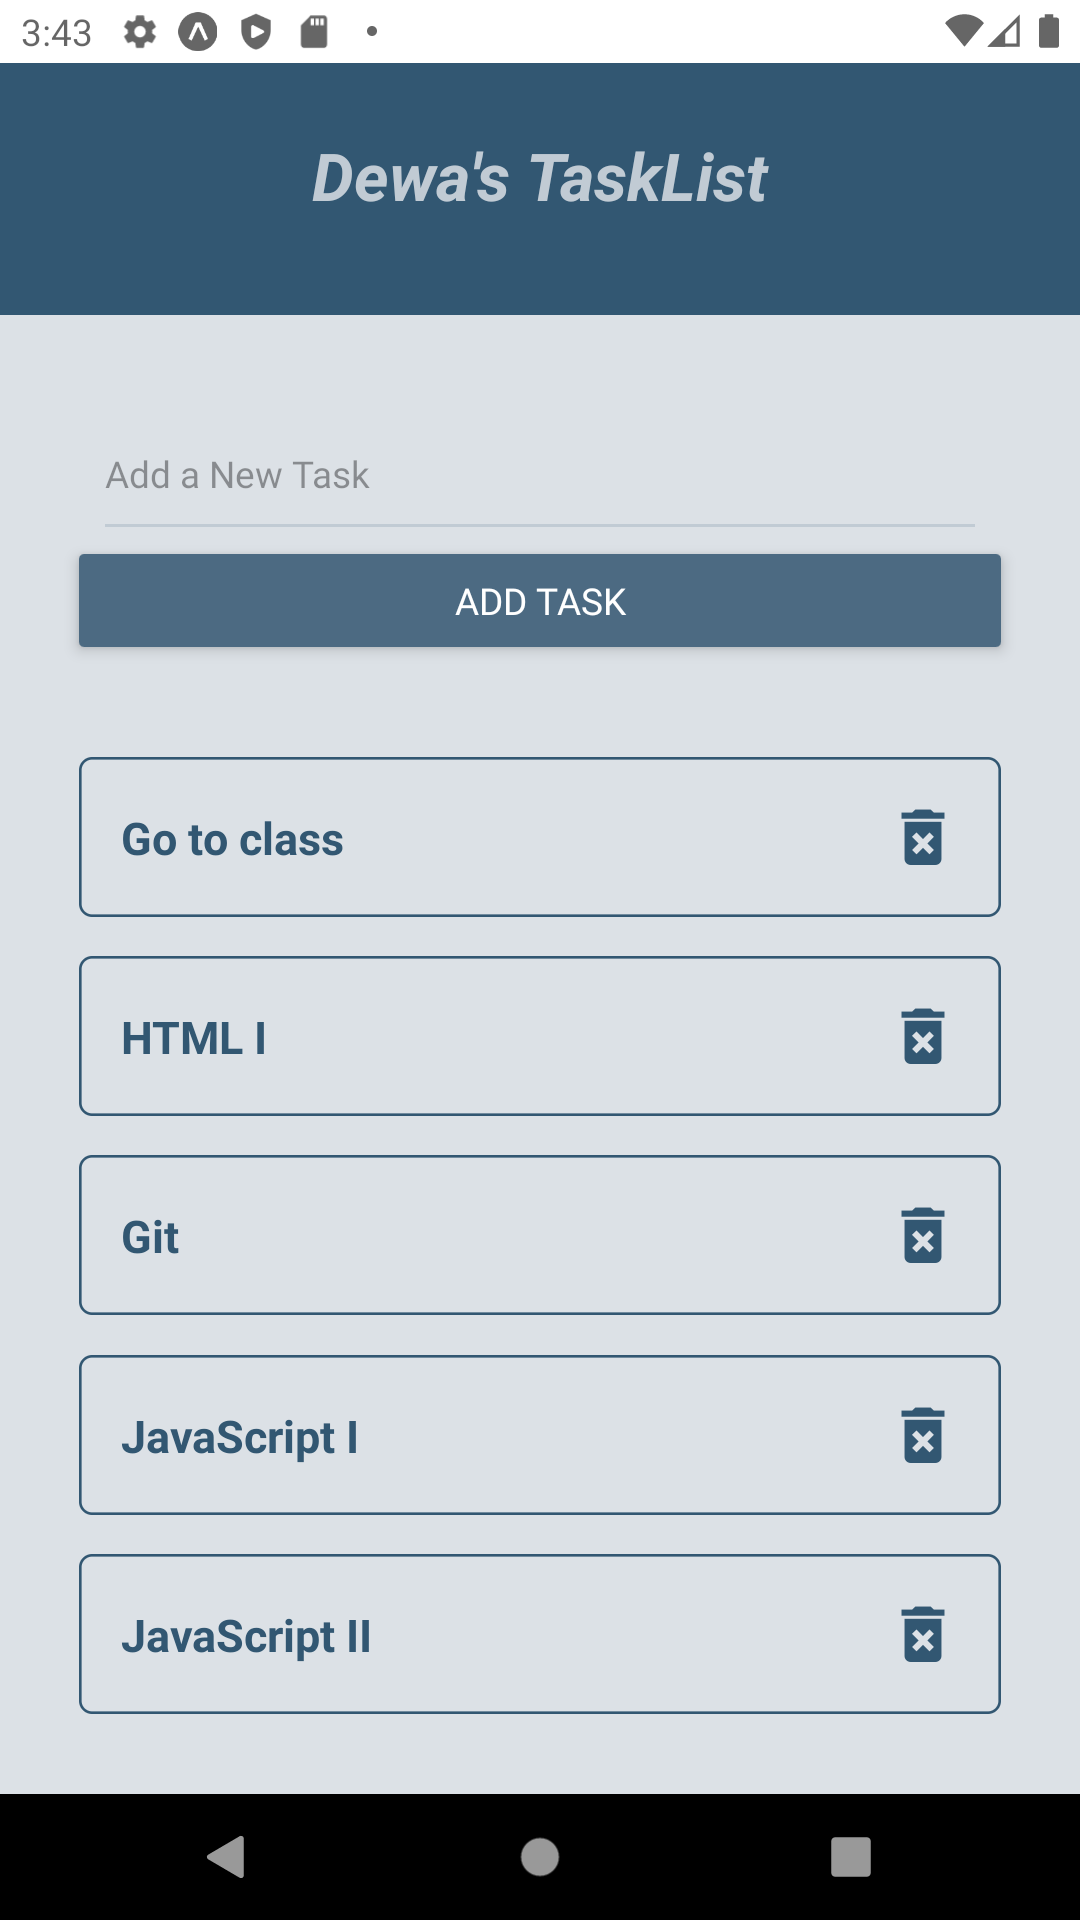 3:43
Dewa's TaskList
Add a New Task
ADD TASK
Go to class
HTML I
Git
JavaScript I
JavaScript II